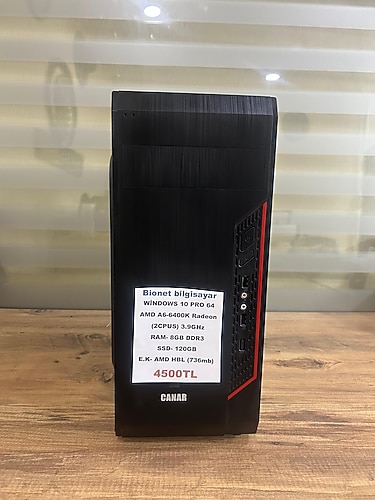 Bionet bilgisayar
WİNDOWS 10 PRO 64
AMD A6-6400K Radeon
(2CPUS) 3.9GHz
RAM- 8GB DDR3
SSD- 120GB
E.K- AMD HBL (736mb)
4500TL
CANAR